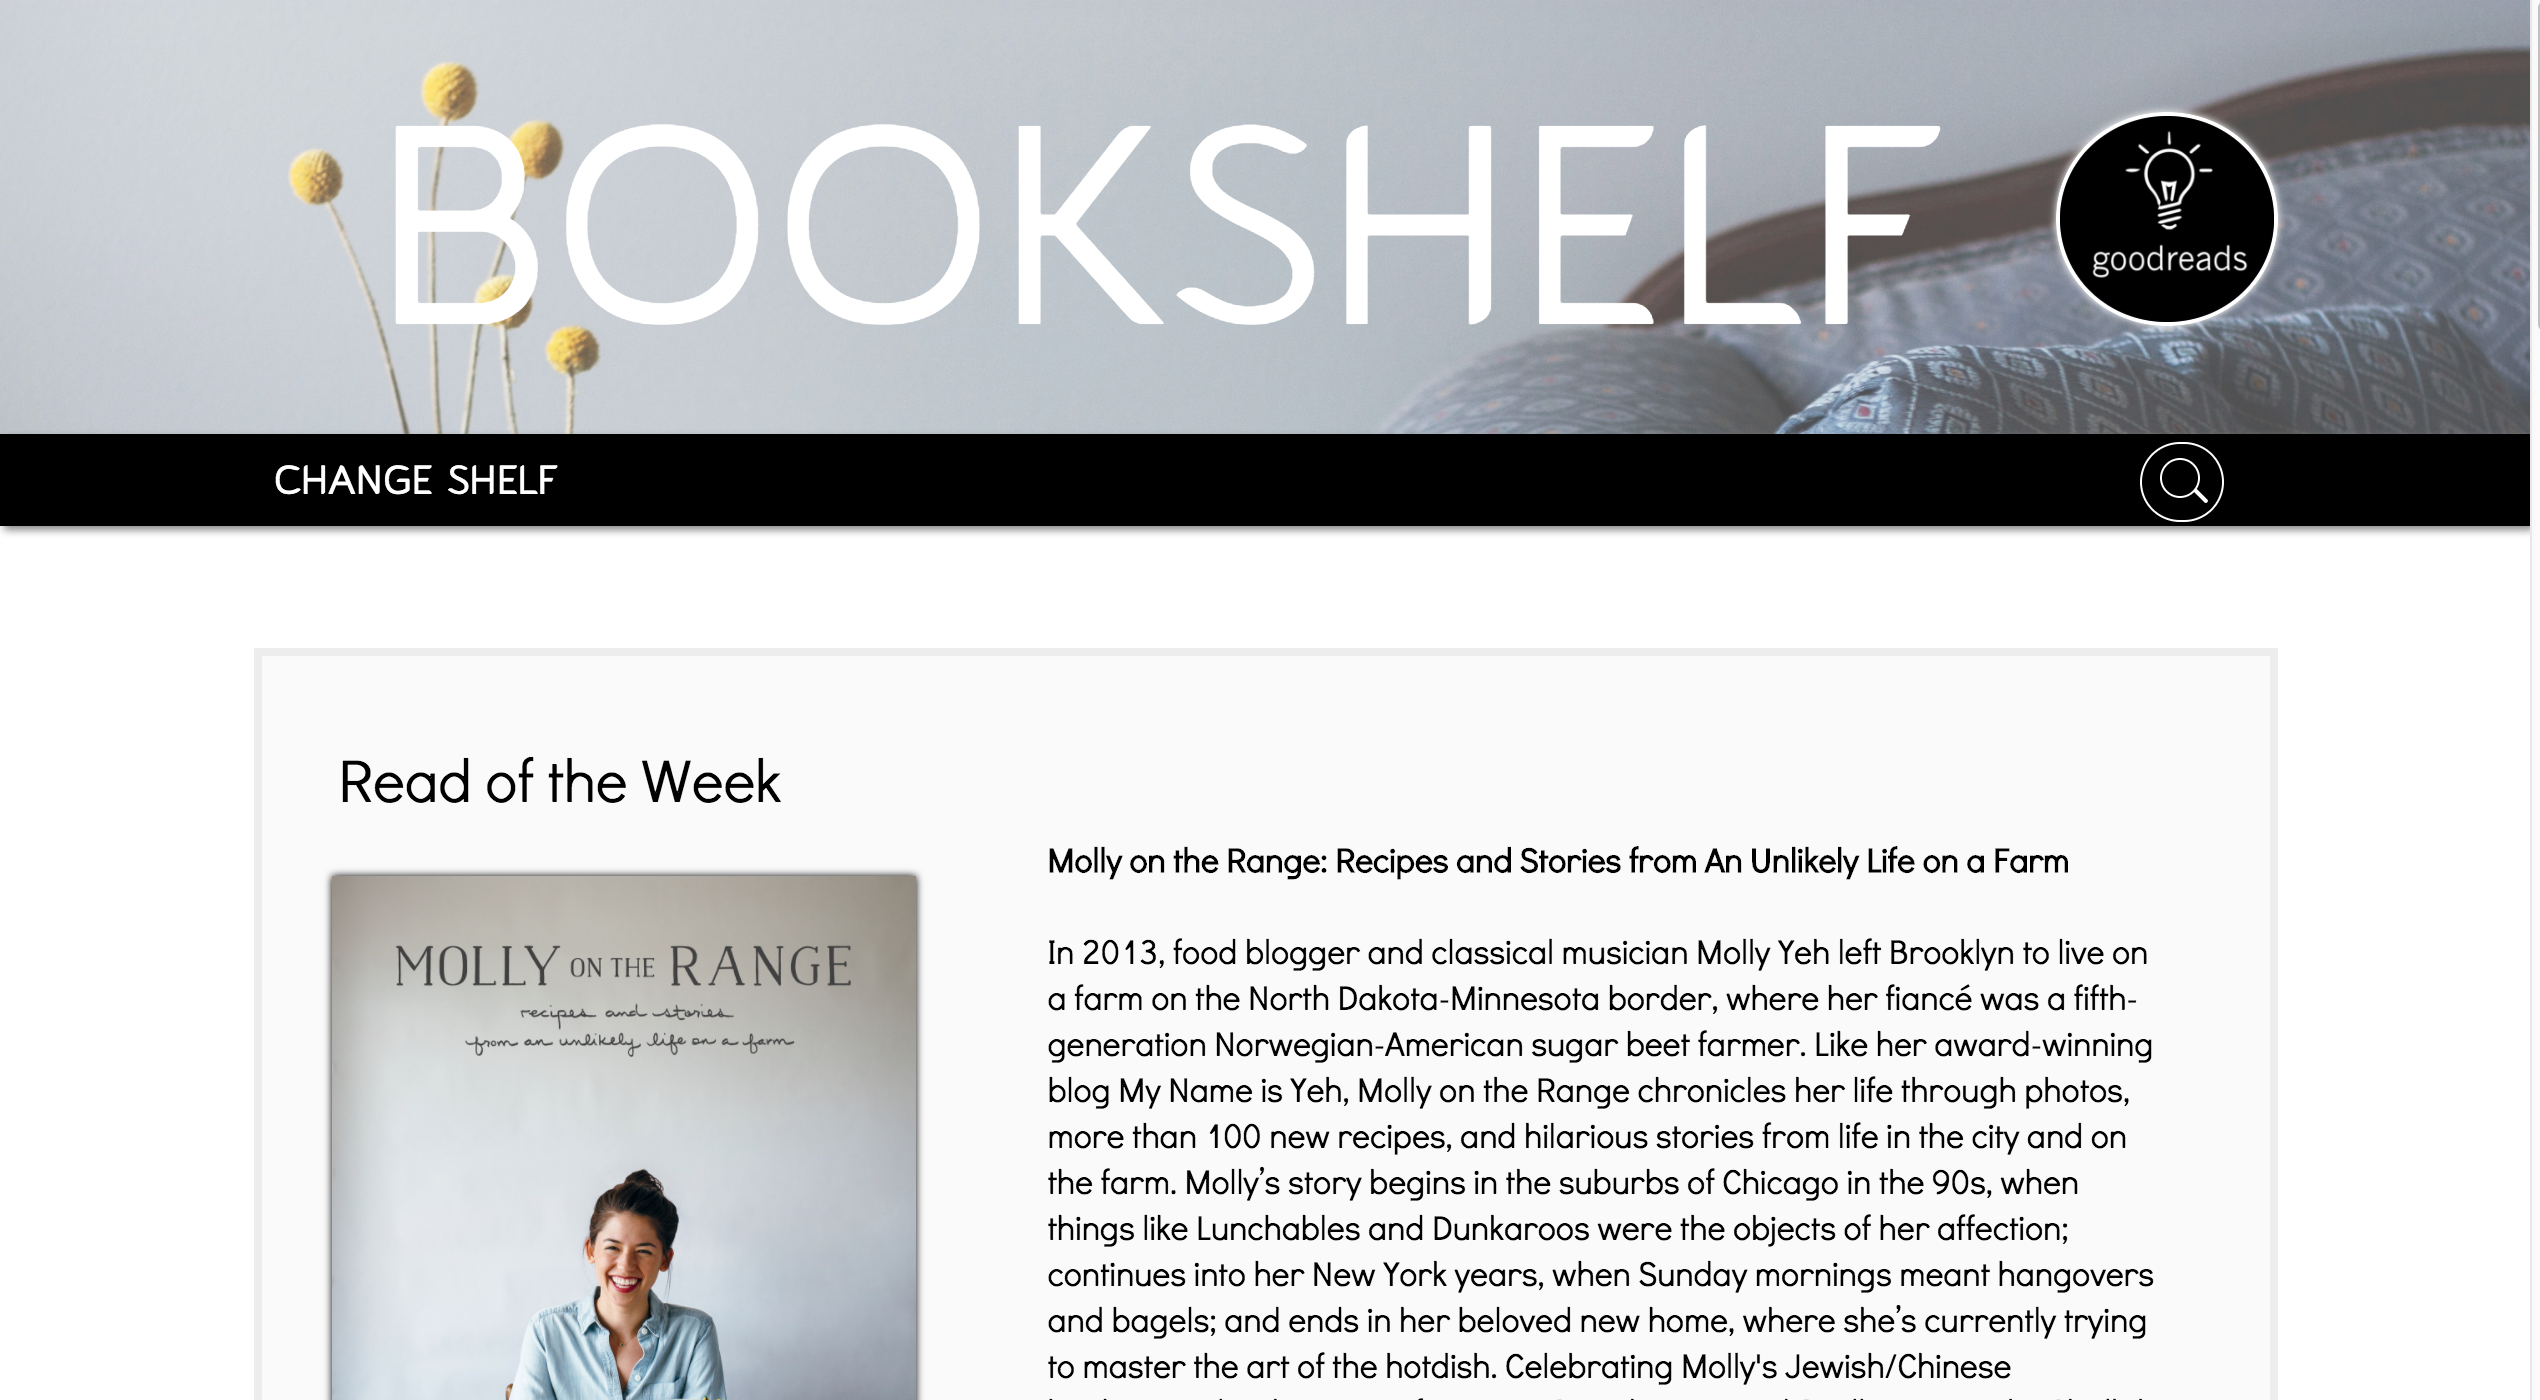 BOOKSHELF
goodreads
CHANGE SHELF
Read of the Week
MOLLY ON THE RANGE
recipes and stories
from an unlikely life on a farm
Molly on the Range: Recipes and Stories from An Unlikely Life on a Farm
In 2013, food blogger and classical musician Molly Yeh left Brooklyn to live on
a farm on the North Dakota-Minnesota border, where her fiancé was a fifth-
generation Norwegian-American sugar beet farmer. Like her award-winning
blog My Name is Yeh, Molly on the Range chronicles her life through photos,
more than 100 new recipes, and hilarious stories from life in the city and on
the farm. Molly’s story begins in the suburbs of Chicago in the 90s, when
things like Lunchables and Dunkaroos were the objects of her affection;
continues into her New York years, when Sunday mornings meant hangovers
and bagels; and ends in her beloved new home, where she’s currently trying
to master the art of the hotdish. Celebrating Molly's Jewish/Chinese